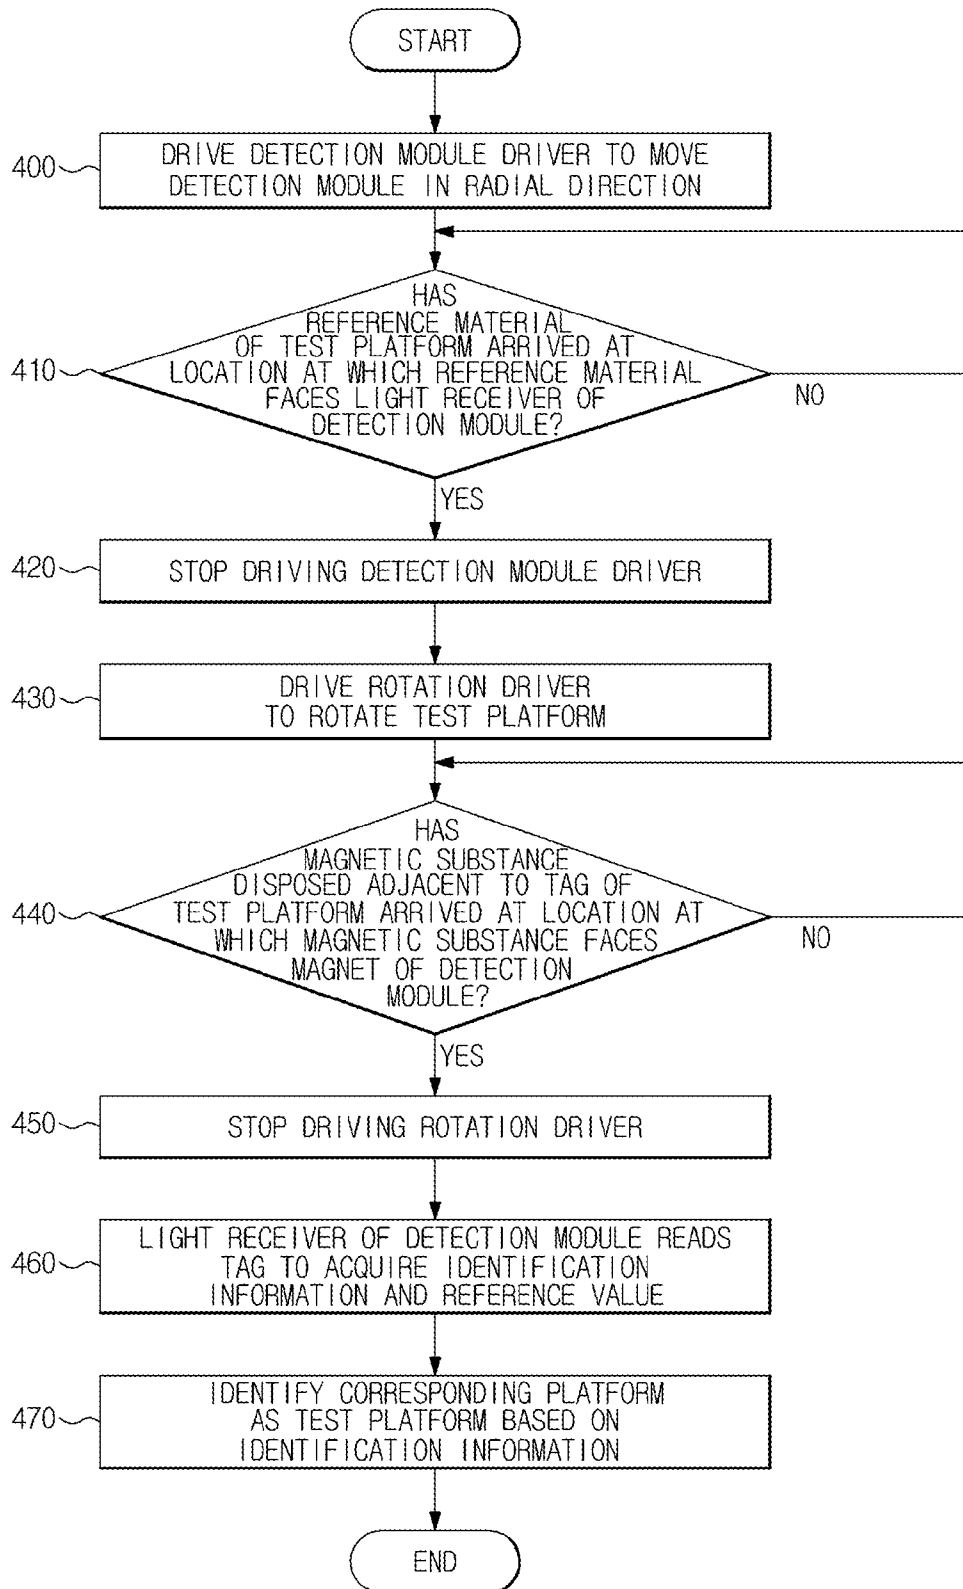 START
400
DRIVE DETECTION MODULE DRIVER TO MOVE
DETECTION MODULE IN RADIAL DIRECTION
HAS
REFERENCE MATERIAL
OF TEST PLATFORM ARRIVED AT
410
LOCATION AT WHICH REFERENCE MATERIAL
FACES LIGHT RECEIVER OF
DETECTION MODULE?
NO
YES
420
STOP DRIVING DETECTION MODULE DRIVER
430
DRIVE ROTATION DRIVER
TO ROTATE TEST PLATFORM
HAS
MAGNETIC SUBSTANCE
DISPOSED ADJACENT TO TAG OF
440
TEST PLATFORM ARRIVED AT LOCATION AT
WHICH MAGNETIC SUBSTANCE FACES
MAGNET OF DETECTION
MODULE?
NO
YES
450
STOP DRIVING ROTATION DRIVER
460
LIGHT RECEIVER OF DETECTION MODULE READS
TAG TO ACQUIRE IDENTIFICATION
INFORMATION AND REFERENCE VALUE
470
IDENTIFY CORRESPONDING PLATFORM
AS TEST PLATFORM BASED ON
IDENTIFICATION INFORMATION
END